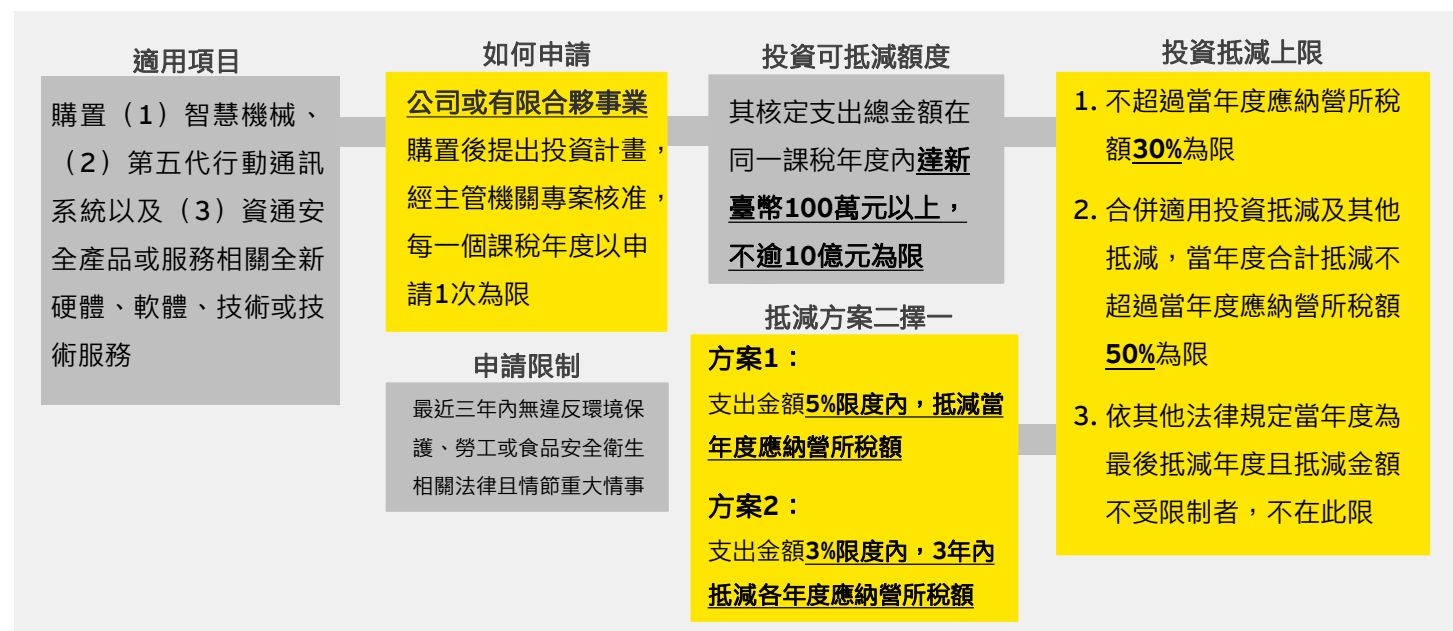 適用項目
購置（1）智慧機械、
（2）第五代行動通訊
系統以及（3）資通安
全產品或服務相關全新
硬體、軟體、技術或技
術服務
如何申請
公司或有限合夥事業
購置後提出投資計畫，
經主管機關專案核准，
每一個課稅年度以申
請1次為限
申請限制
最近三年內無違反環境保
護、勞工或食品安全衛生
相關法律且情節重大情事
投資可抵減額度
其核定支出總金額在
同一課稅年度內達新
臺幣100萬元以上，
不逾10億元為限
抵減方案二擇一
方案1：
支出金額5%限度內，抵減當
年度應納營所稅額
方案2：
支出金額3%限度內，3年內
抵減各年度應納營所稅額
投資抵減上限
1. 不超過當年度應納營所稅
額30%為限
2. 合併適用投資抵減及其他
抵減，當年度合計抵減不
超過當年度應納營所稅額
50%為限
3. 依其他法律規定當年度為
最後抵減年度且抵減金額
不受限制者，不在此限